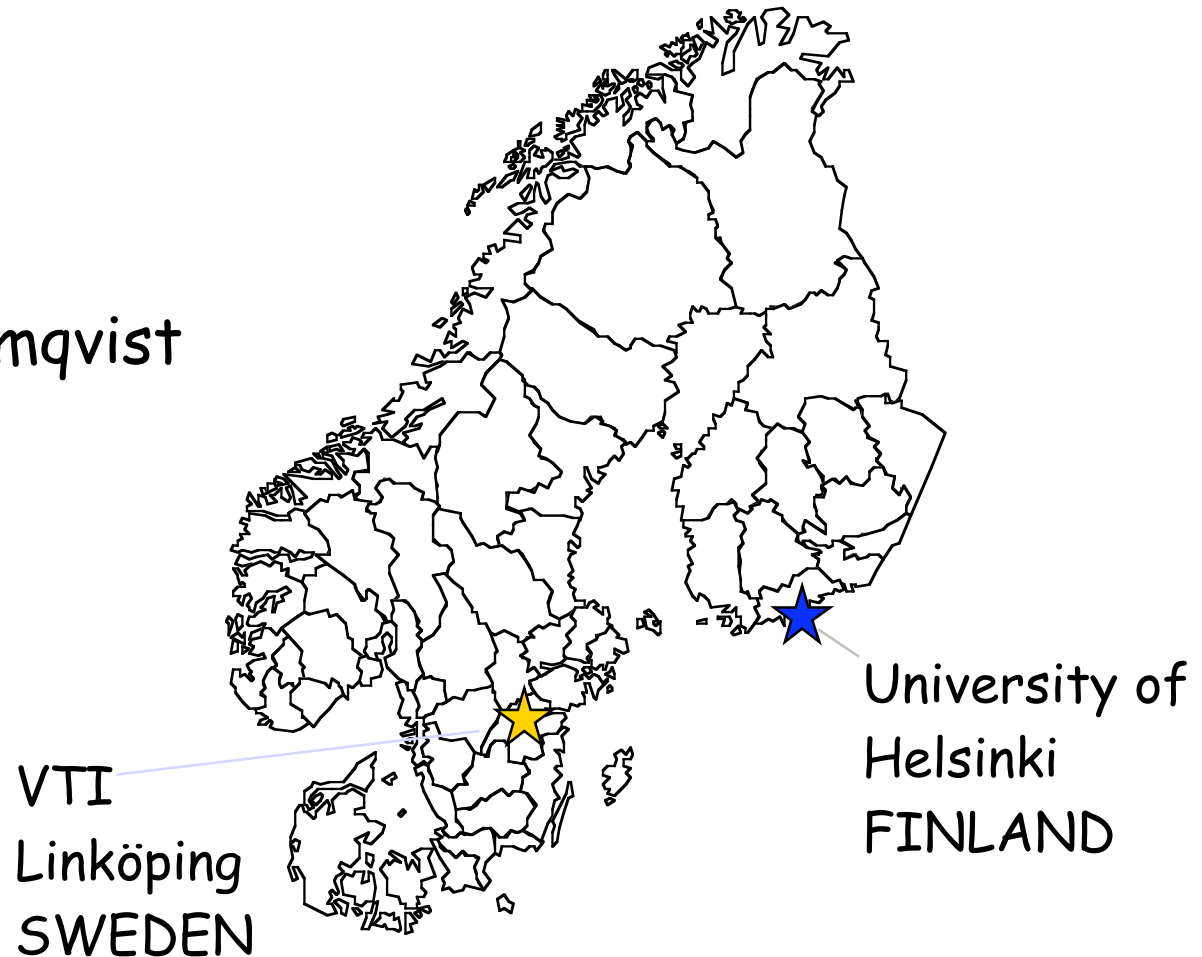 mqvist
University of
Helsinki
FINLAND
VTI
Linköping
SWEDEN